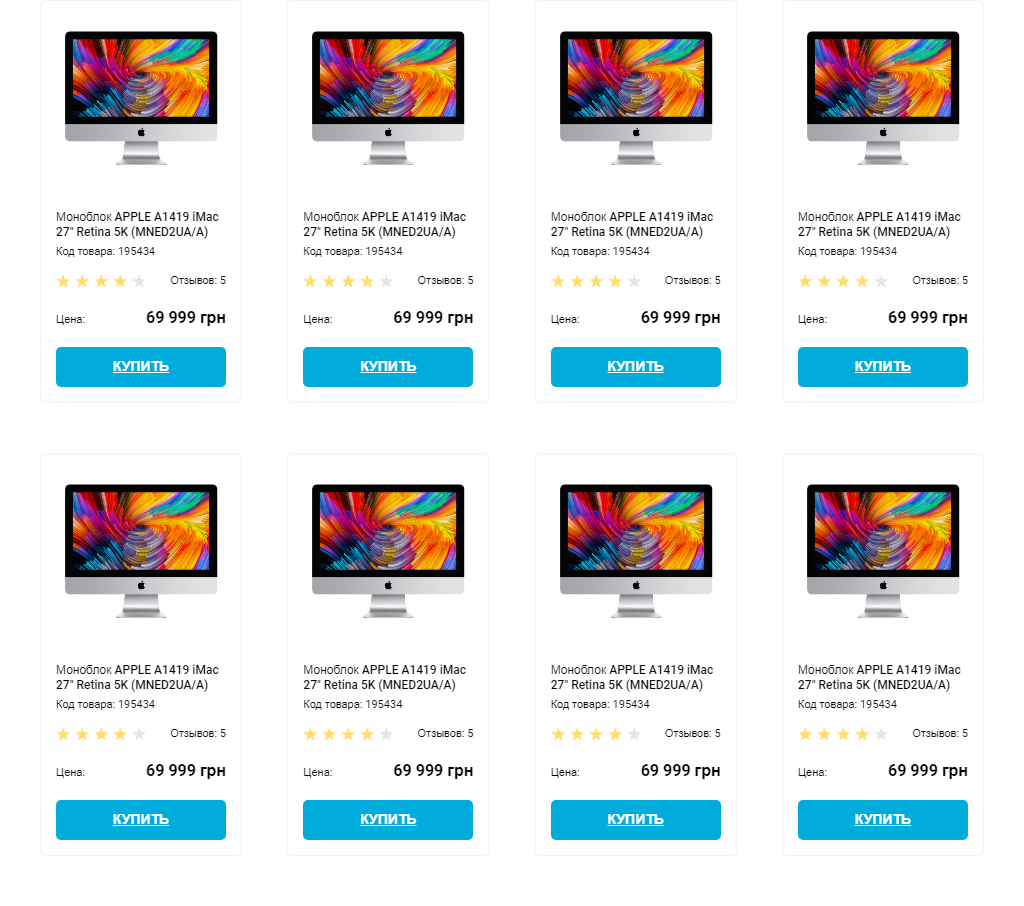 Моноблок APPLE A1419 iMac
27" Retina 5K (MNED2UA/A)
Код товара: 195434
Отзывов: 5
Цена: 69 999 грн
КУПИТЬ
Моноблок APPLE A1419 iMac
27" Retina 5K (MNED2UA/A)
Код товара: 195434
Отзывов: 5
Цена: 69 999 грн
КУПИТЬ
Моноблок APPLE A1419 iMac
27" Retina 5K (MNED2UA/A)
Код товара: 195434
Отзывов: 5
Цена: 69 999 грн
КУПИТЬ
Моноблок APPLE A1419 iMac
27" Retina 5K (MNED2UA/A)
Код товара: 195434
Отзывов: 5
Цена: 69 999 грн
КУПИТЬ
Моноблок APPLE A1419 iMac
27" Retina 5K (MNED2UA/A)
Код товара: 195434
Отзывов: 5
Цена: 69 999 грн
КУПИТЬ
Моноблок APPLE A1419 iMac
27" Retina 5K (MNED2UA/A)
Код товара: 195434
Отзывов: 5
Цена: 69 999 грн
КУПИТЬ
Моноблок APPLE A1419 iMac
27" Retina 5K (MNED2UA/A)
Код товара: 195434
Отзывов: 5
Цена: 69 999 грн
КУПИТЬ
Моноблок APPLE A1419 iMac
27" Retina 5K (MNED2UA/A)
Код товара: 195434
Отзывов: 5
Цена: 69 999 грн
КУПИТЬ